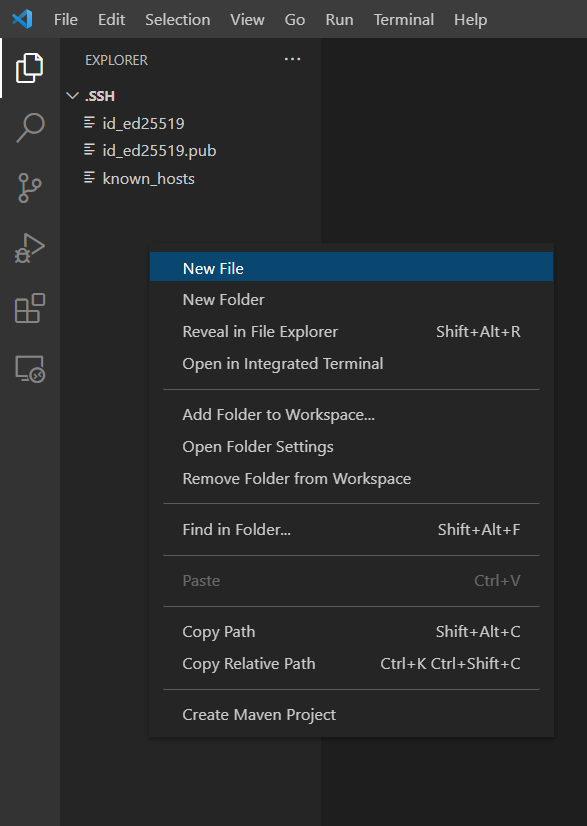 File Edit Selection View Go Run Terminal Help
EXPLORER ...
.SSH
id_ed25519
id_ed25519.pub
known_hosts
New File
New Folder
Reveal in File Explorer Shift+Alt+R
Open in Integrated Terminal
Add Folder to Workspace...
Open Folder Settings
Remove Folder from Workspace
Find in Folder... Shift+Alt+F
Paste Ctrl+V
Copy Path Shift+Alt+C
Copy Relative Path Ctrl+K Ctrl+Shift+C
Create Maven Project